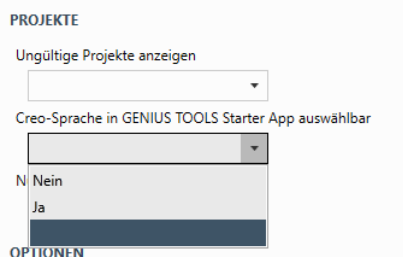 PROJEKTE
Ungültige Projekte anzeigen
Creo-Sprache in GENIUS TOOLS Starter App auswählbar
N
Nein
Ja
OPTIONEN